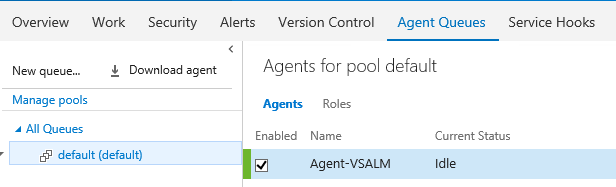 Overview Work Security Alerts Version Control Agent Queues Service Hooks
New queue... Download agent
Manage pools
All Queues
default (default)
Agents for pool default
Agents Roles
Enabled Name Current Status
Agent-VSALM Idle